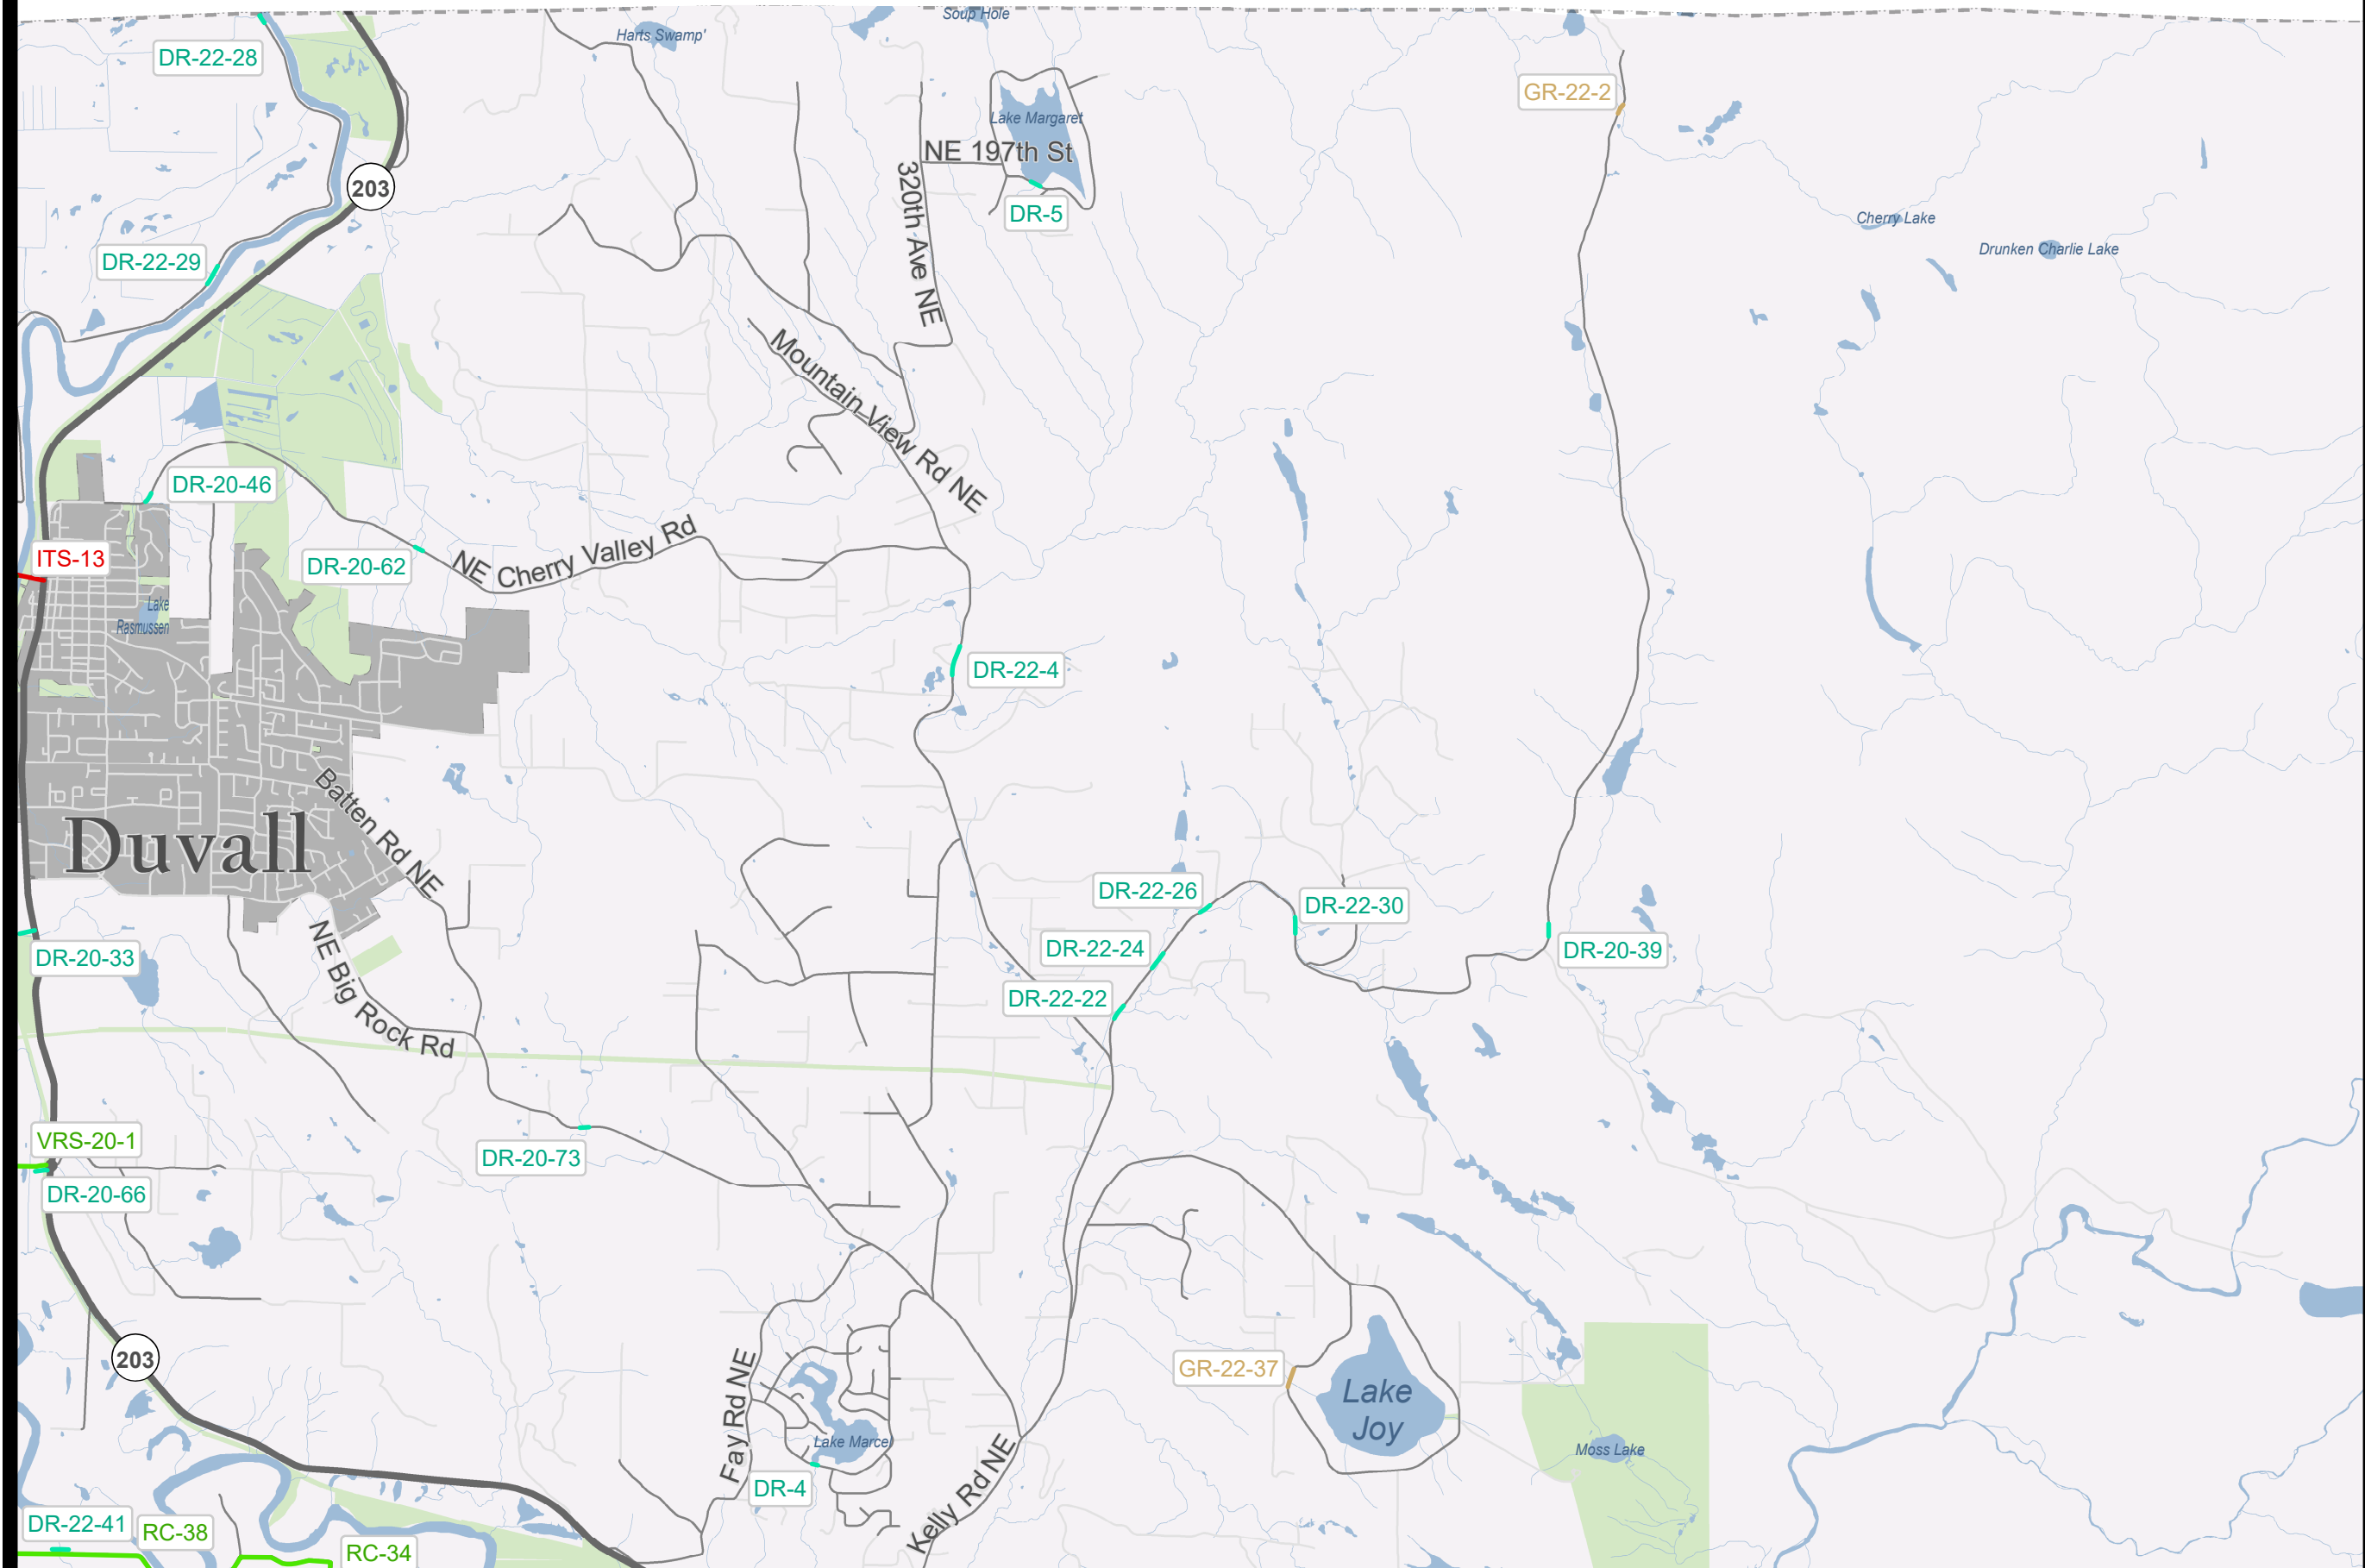 Soup Hole
Harts Swamp'
DR-22-28
GR-22-2
Lake Margaret
NE 197th St
203
320th Ave NE
DR-5
Cherry Lake
Drunken Charlie Lake
DR-22-29
Mountain View Rd NE
DR-20-46
ITS-13
DR-20-62
NE Cherry Valley Rd
Lake
Rasmussen
DR-22-4
Batten Rd NE
Duvall
DR-22-26
DR-22-30
DR-22-24
DR-20-39
DR-20-33
NE Big Rock Rd
DR-22-22
VRS-20-1
DR-20-73
DR-20-66
203
GR-22-37
Lake
Joy
Fay Rd NE
Lake Marcel
Moss Lake
DR-4
Kelly Rd NE
DR-22-41
RC-38
RC-34